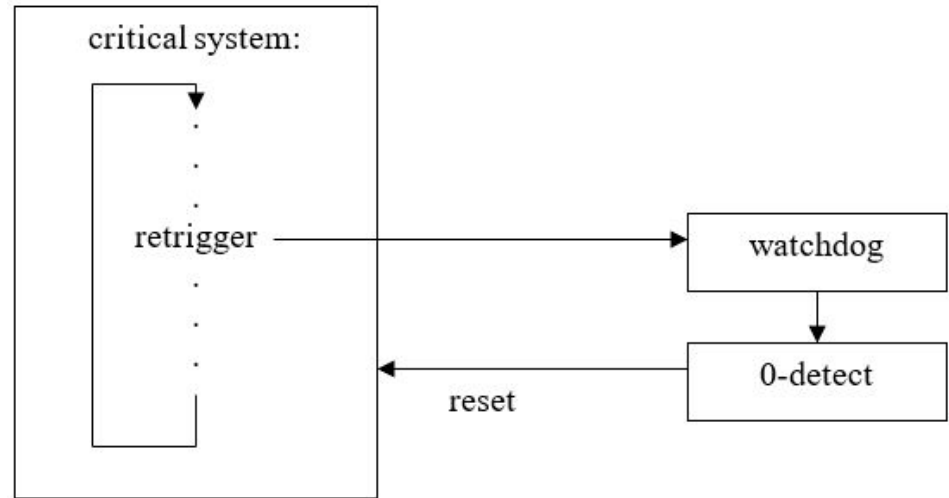 critical system:
.
.
.
retrigger
.
.
.
watchdog
0-detect
reset